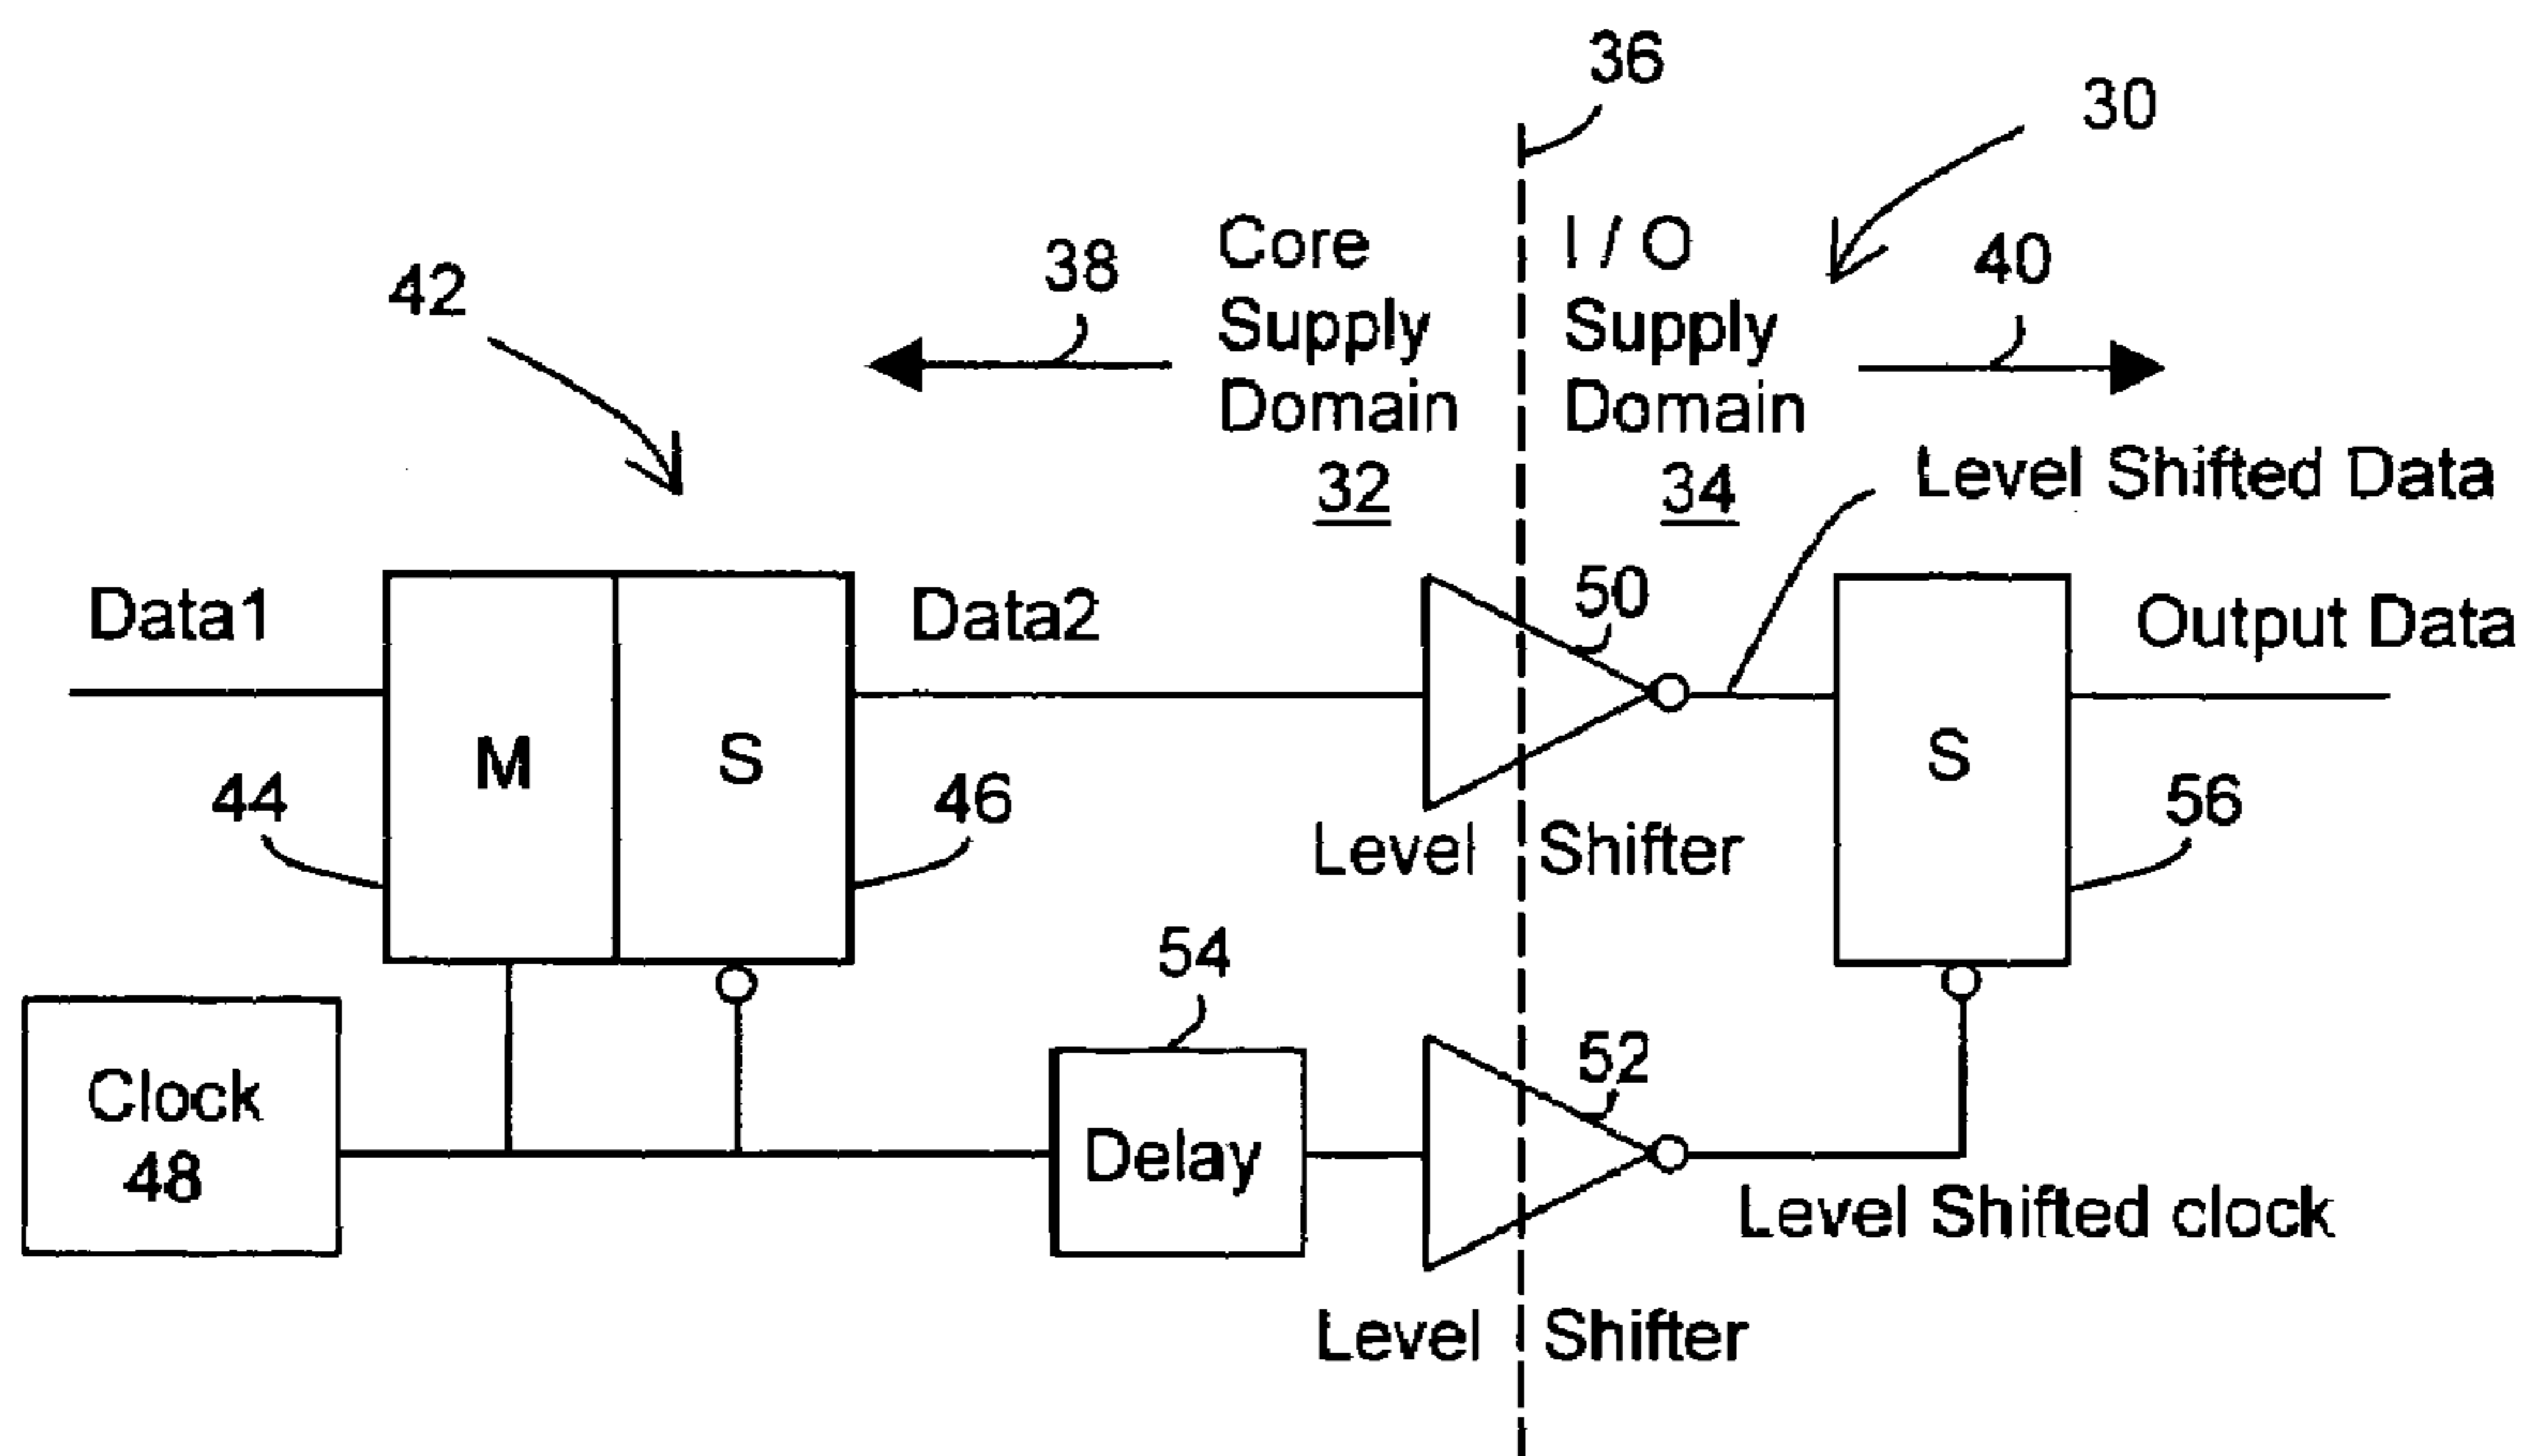 36
30
Core
Supply
Domain
32
I / O
Supply
Domain
34
38
40
42
Level Shifted Data
Data1
Data2
50
Output Data
M
S
S
44
46
Level Shifter
56
54
Clock
48
Delay
52
Level Shifted clock
Level Shifter